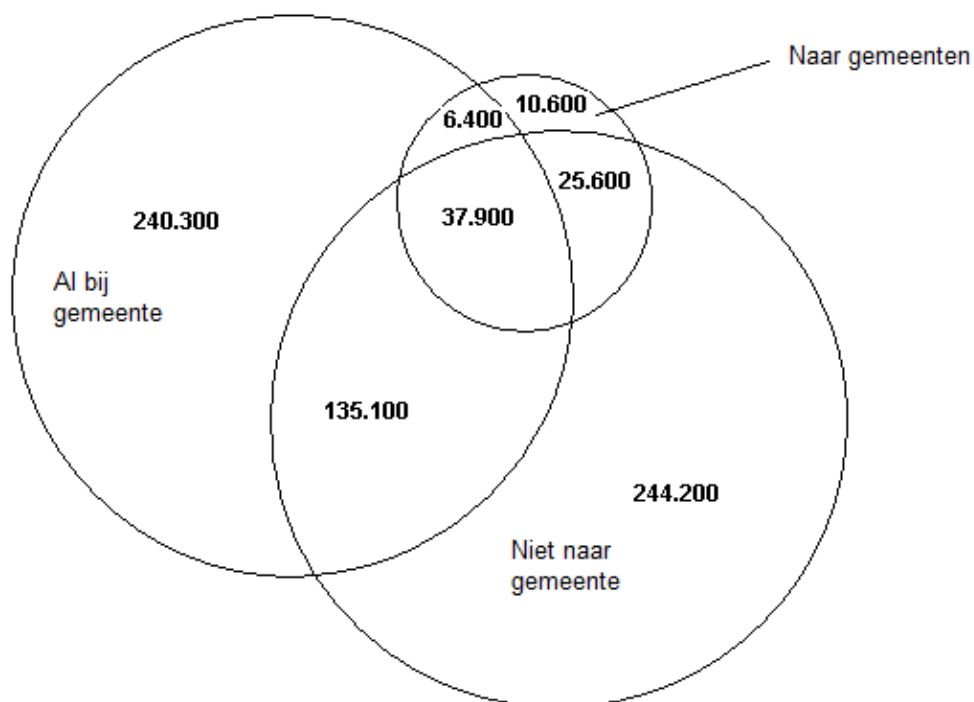 Naar gemeenten
10.600
6.400
25.600
37.900
240.300
Al bij
gemeente
135.100
244.200
Niet naar
gemeente